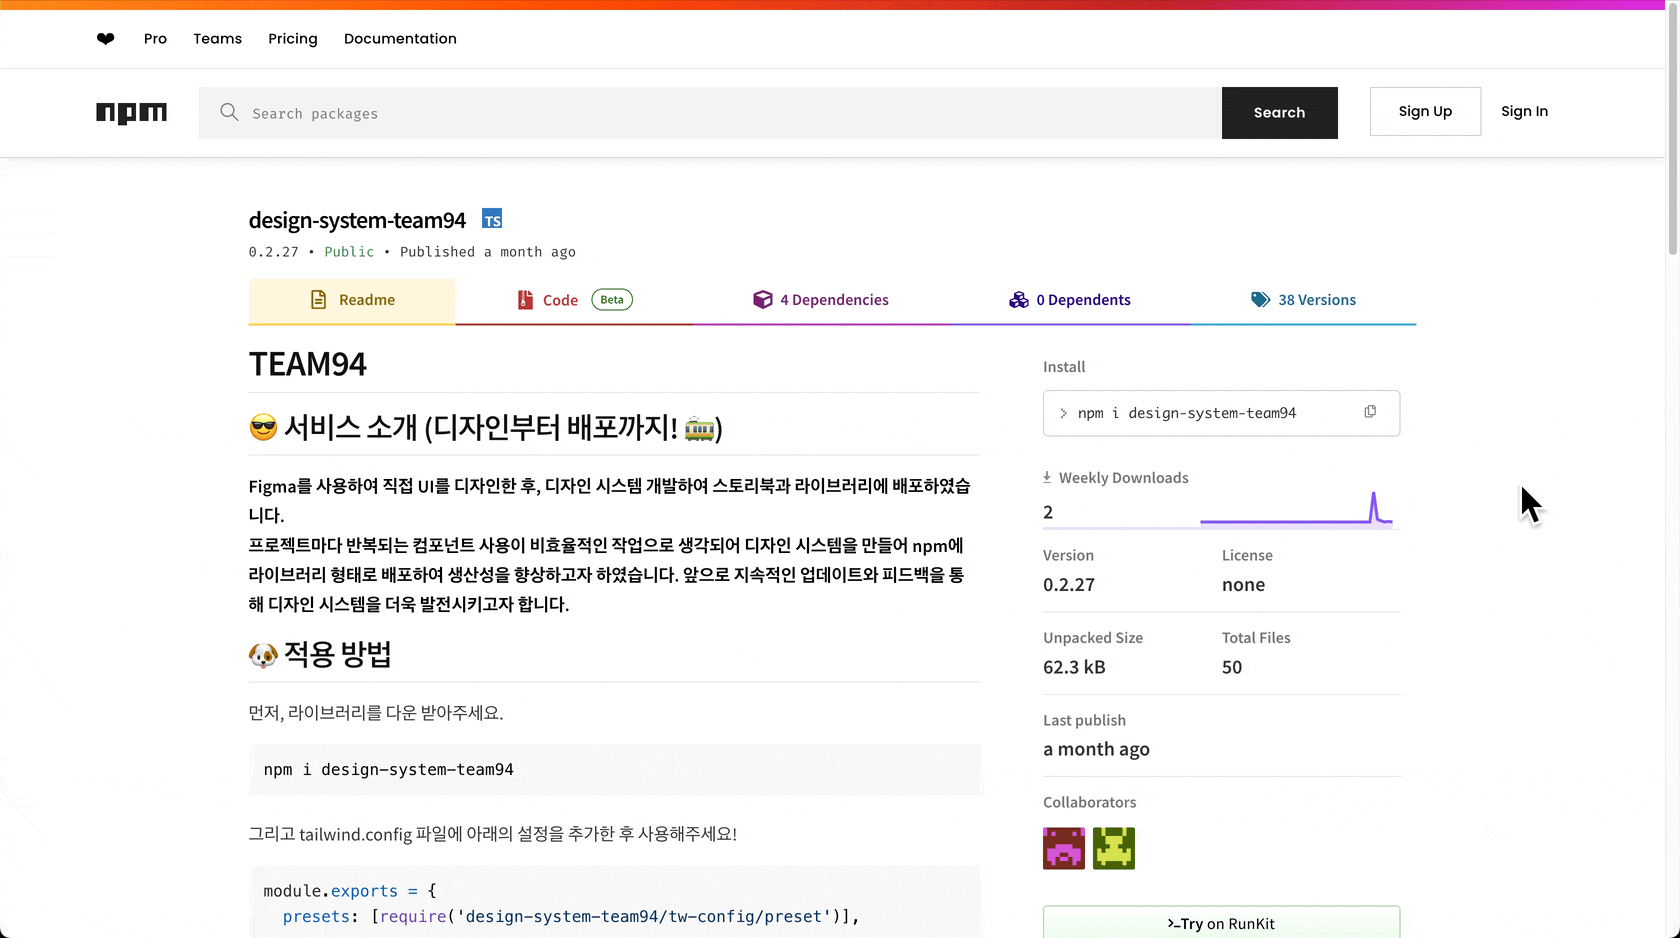 Pro Teams Pricing Documentation
npm Search packages Search Sign Up Sign In
design-system-team94 TS
0.2.27 • Public • Published a month ago
Readme Code Beta 4 Dependencies 0 Dependents 38 Versions
TEAM94
😎 서비스 소개 (디자인부터 배포까지! 🚋)
Figma를 사용하여 직접 UI를 디자인한 후, 디자인 시스템 개발하여 스토리북과 라이브러리에 배포하였습
니다.
프로젝트마다 반복되는 컴포넌트 사용이 비효율적인 작업으로 생각되어 디자인 시스템을 만들어 npm에
라이브러리 형태로 배포하여 생산성을 향상하고자 하였습니다. 앞으로 지속적인 업데이트와 피드백을 통
해 디자인 시스템을 더욱 발전시키고자 합니다.
🐶 적용 방법
먼저, 라이브러리를 다운 받아주세요.
npm i design-system-team94
그리고 tailwind.config 파일에 아래의 설정을 추가한 후 사용해주세요!
module.exports = {
presets: [require('design-system-team94/tw-config/preset')],
Install
> npm i design-system-team94
Weekly Downloads
2
Version License
0.2.27 none
Unpacked Size Total Files
62.3 kB 50
Last publish
a month ago
Collaborators
>_Try on RunKit